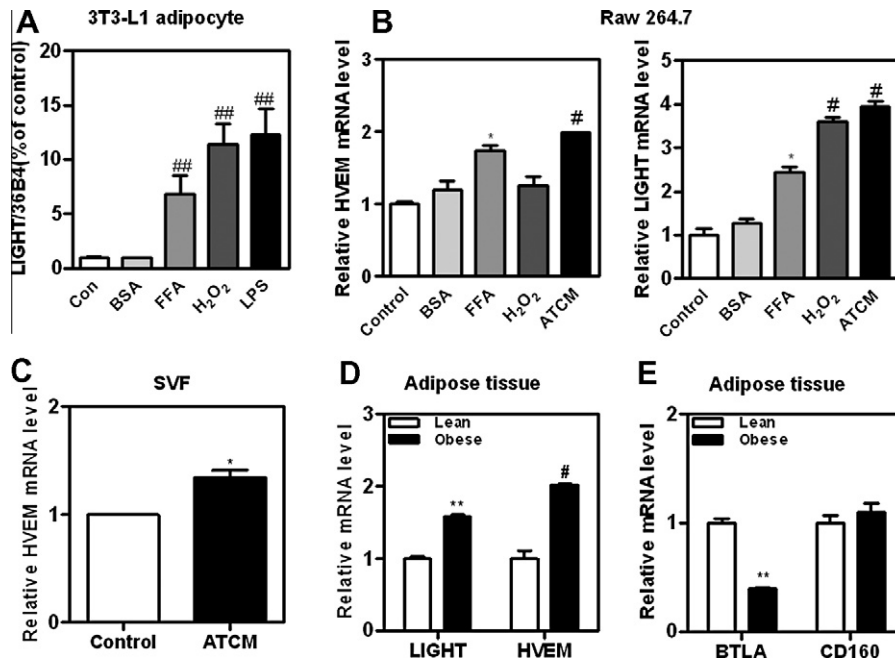 A
3T3-L1 adipocyte
LIGHT/36B4(% of control)
20
15
10
5
0
##
##
##
Con
BSA
FFA
H₂O₂
LPS
B
Raw 264.7
Relative HVEM mRNA level
3
2
1
0
*
#
Control
BSA
FFA
H₂O₂
ATCM
Relative LIGHT mRNA level
5
4
3
2
1
0
*
#
#
Control
BSA
FFA
H₂O₂
ATCM
C
SVF
Relative HVEM mRNA level
2
1
0
*
Control
ATCM
D
Adipose tissue
Relative mRNA level
3
2
1
0
Lean
Obese
**
#
LIGHT
HVEM
E
Adipose tissue
Relative mRNA level
2
1
0
Lean
Obese
**
BTLA
CD160